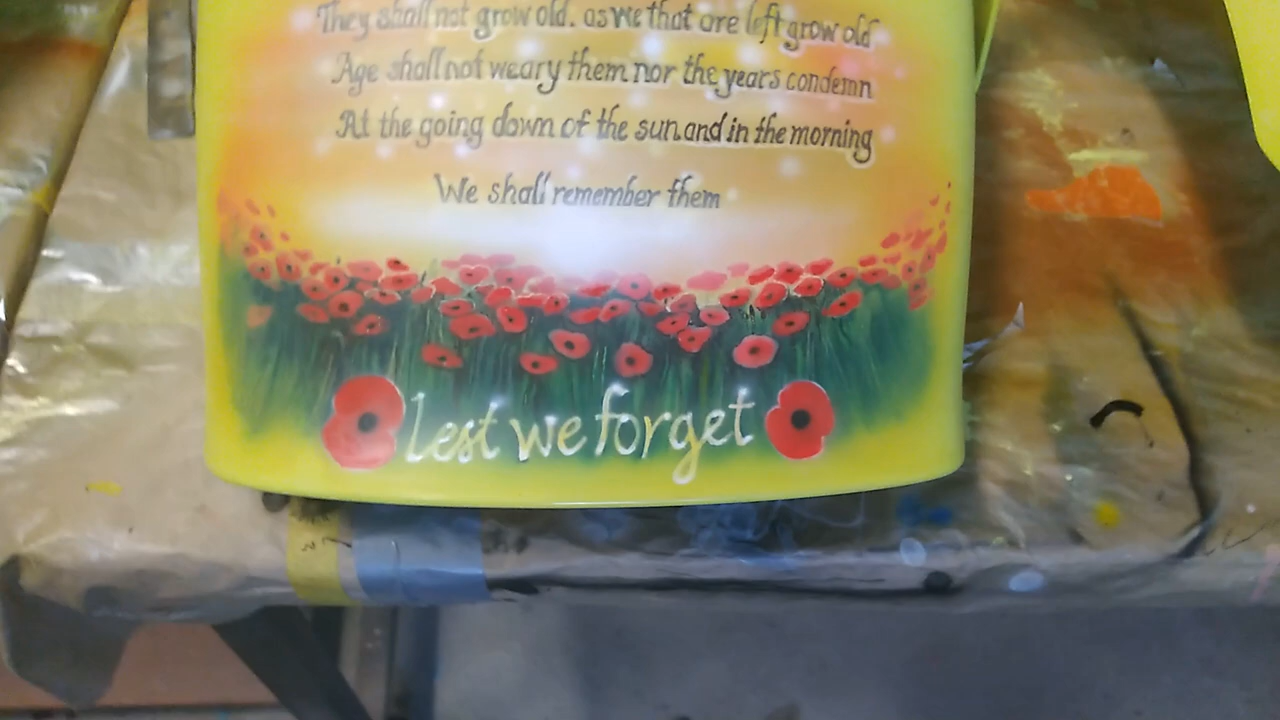 They shall not grow old. as we that are left grow old
Age shall not weary them nor the years condemn
At the going down of the sun.and in the morning
We shall remember them
Lest we forget